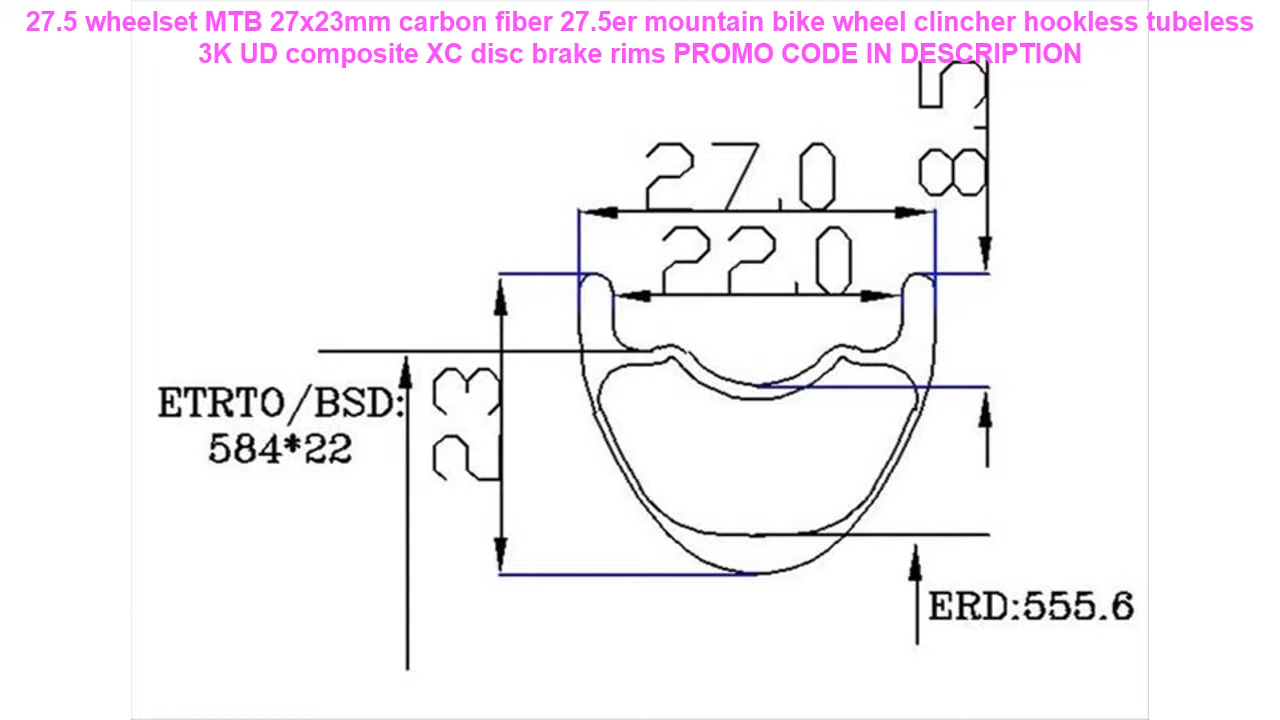 27.5 wheelset MTB 27x23mm carbon fiber 27.5er mountain bike wheel clincher hookless tubeless
3K UD composite XC disc brake rims PROMO CODE IN DESCRIPTION
8.5
27.0
22.0
23
ETRTO/BSD:
584*22
ERD:555.6